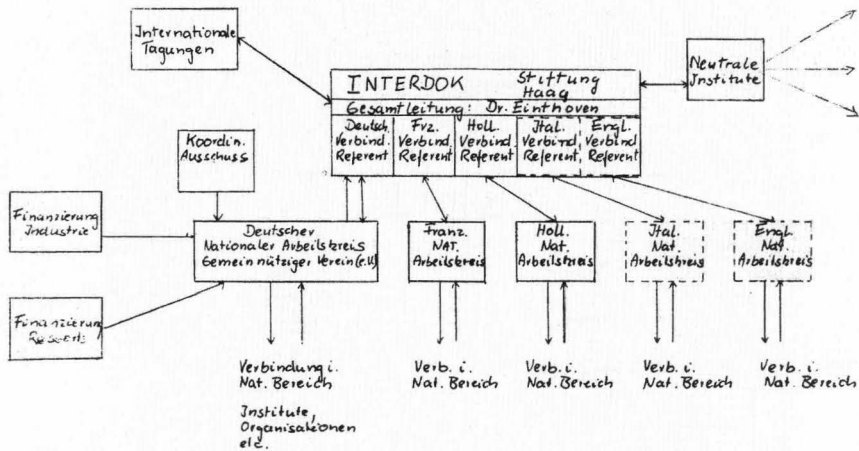 Internationale
Tagungen
INTERDOK Stiftung
Haag
Gesamtleitung: Dr. Einthoven
Deutsch.
Verbind.
Referent
Frz.
Verbind.
Referent
Holl.
Verbind.
Referent
Ital.
Verbind.
Referent
Engl.
Verbind.
Referent
Neutrale
Institute
Koordin.
Ausschuss
Finanzierung
Industrie
Finanzierung
Ressorts
Deutscher
Nationaler Arbeitskreis
Gemeinnütziger Verein (e.V.)
Franz.
NAT.
Arbeitskreis
Holl.
Nat.
Arbeitskreis
Ital.
Nat.
Arbeitskreis
Engl.
Nat.
Arbeitskreis
Verbindung i.
Nat. Bereich
Institute,
Organisationen
etc.
Verb. i.
Nat. Bereich
Verb. i.
Nat. Bereich
Verb. i.
Nat. Bereich
Verb. i.
Nat. Bereich